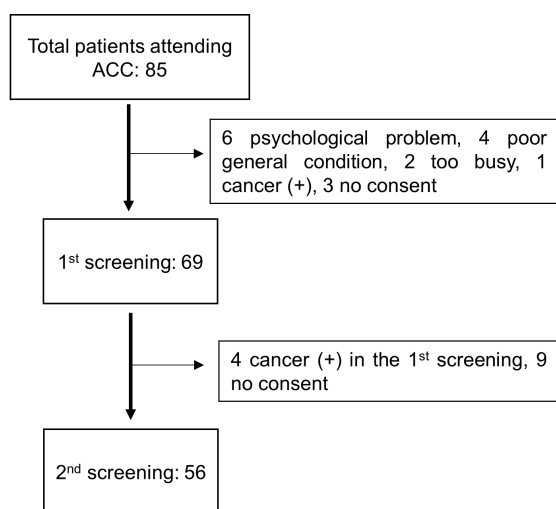 Total patients attending
ACC: 85
6 psychological problem, 4 poor
general condition, 2 too busy, 1
cancer (+), 3 no consent
1st screening: 69
4 cancer (+) in the 1st screening, 9
no consent
2nd screening: 56